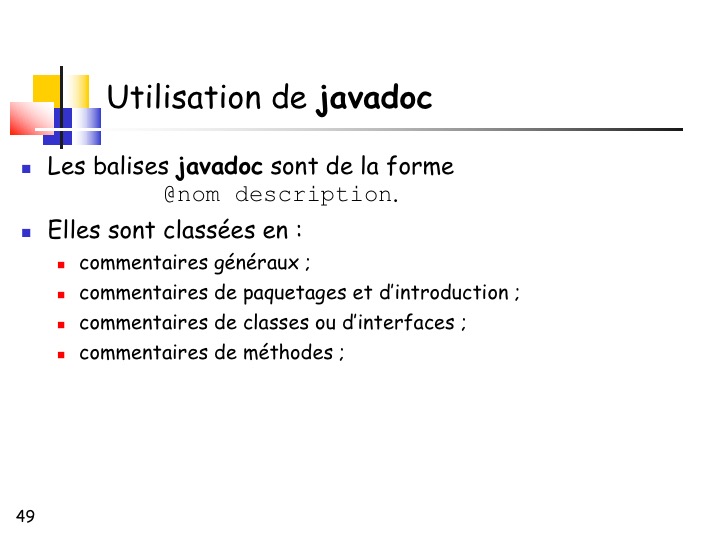 Utilisation de javadoc
Les balises javadoc sont de la forme
@nom description.
Elles sont classées en :
commentaires généraux ;
commentaires de paquetages et d’introduction ;
commentaires de classes ou d’interfaces ;
commentaires de méthodes ;
49